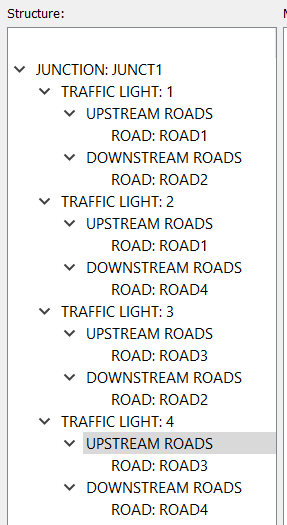 Structure:
JUNCTION: JUNCT1
TRAFFIC LIGHT: 1
UPSTREAM ROADS
ROAD: ROAD1
DOWNSTREAM ROADS
ROAD: ROAD2
TRAFFIC LIGHT: 2
UPSTREAM ROADS
ROAD: ROAD1
DOWNSTREAM ROADS
ROAD: ROAD4
TRAFFIC LIGHT: 3
UPSTREAM ROADS
ROAD: ROAD3
DOWNSTREAM ROADS
ROAD: ROAD2
TRAFFIC LIGHT: 4
UPSTREAM ROADS
ROAD: ROAD3
DOWNSTREAM ROADS
ROAD: ROAD4